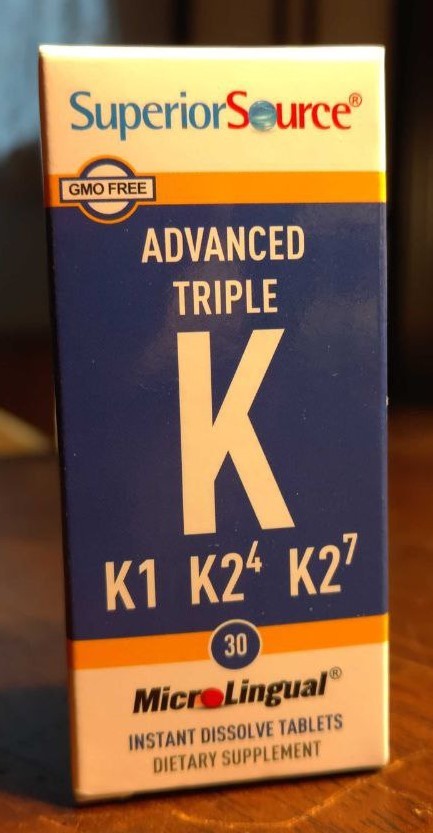 SuperiorSource®
GMO FREE
ADVANCED
TRIPLE
K
K1 K2⁴ K2⁷
30
MicroLingual®
INSTANT DISSOLVE TABLETS
DIETARY SUPPLEMENT